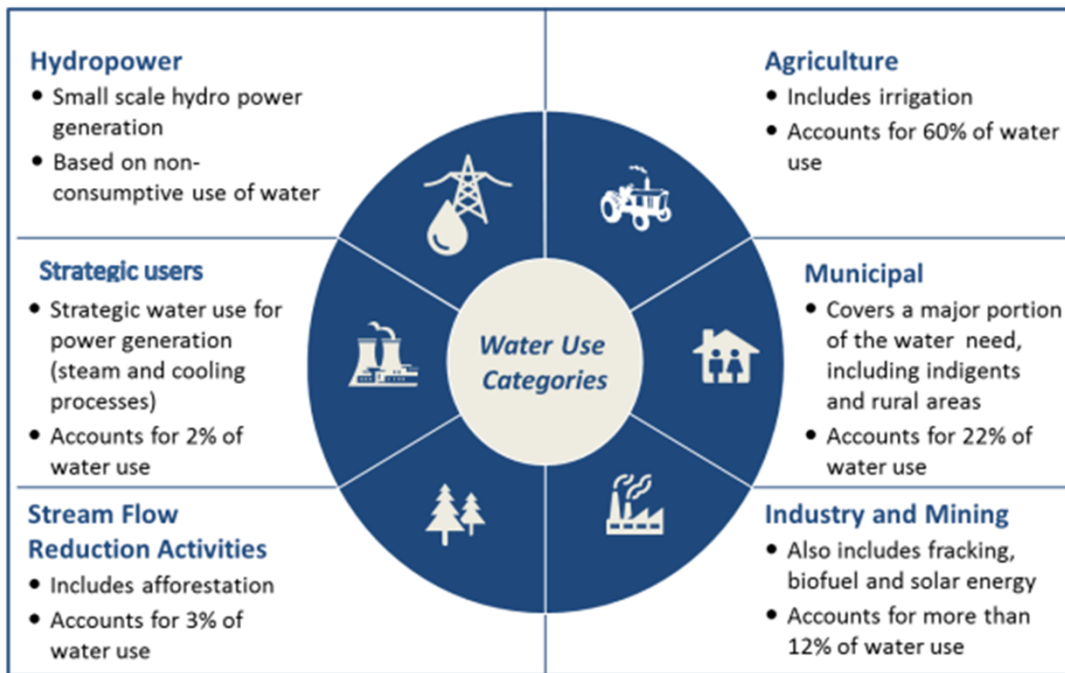 Hydropower
• Small scale hydro power
generation
• Based on non-
consumptive use of water
Agriculture
• Includes irrigation
• Accounts for 60% of water
use
Strategic users
• Strategic water use for
power generation
(steam and cooling
processes)
• Accounts for 2% of
water use
Water Use
Categories
Municipal
• Covers a major portion
of the water need,
including indigents
and rural areas
• Accounts for 22% of
water use
Stream Flow
Reduction Activities
• Includes afforestation
• Accounts for 3% of
water use
Industry and Mining
• Also includes fracking,
biofuel and solar energy
• Accounts for more than
12% of water use